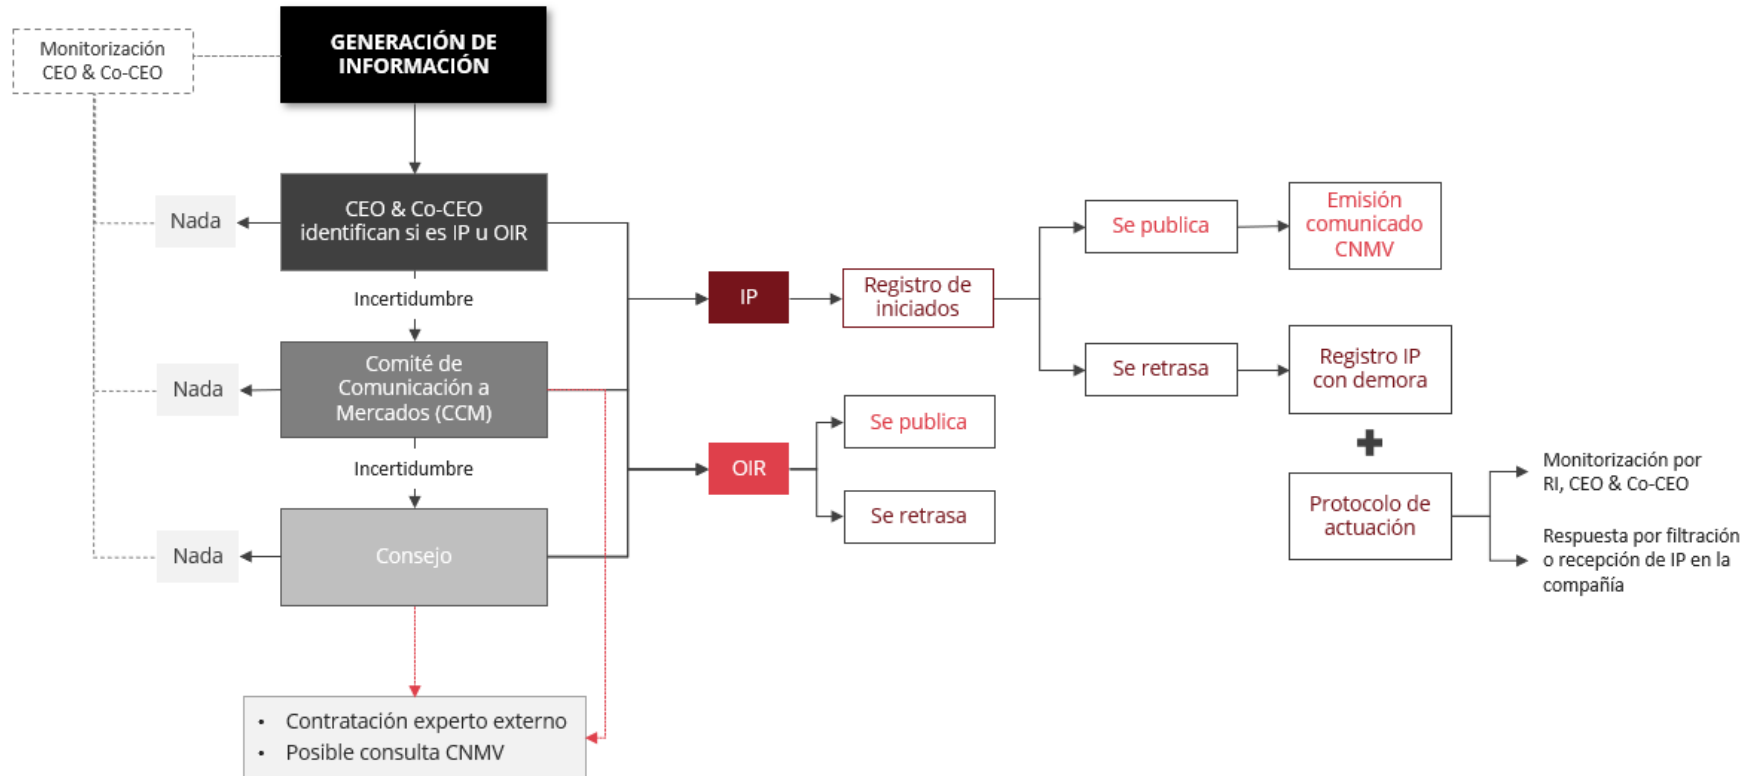 Monitorización
CEO & Co-CEO
GENERACIÓN DE
INFORMACIÓN
Nada
CEO & Co-CEO
identifican si es IP u OIR
Incertidumbre
Nada
Comité de
Comunicación a
Mercados (CCM)
Incertidumbre
Nada
Consejo
• Contratación experto externo
• Posible consulta CNMV
IP
Registro de
iniciados
Se publica
Emisión
comunicado
CNMV
Se retrasa
Registro IP
con demora
OIR
Se publica
Se retrasa
Protocolo de
actuación
Monitorización por
RI, CEO & Co-CEO
Respuesta por filtración
o recepción de IP en la
compañía